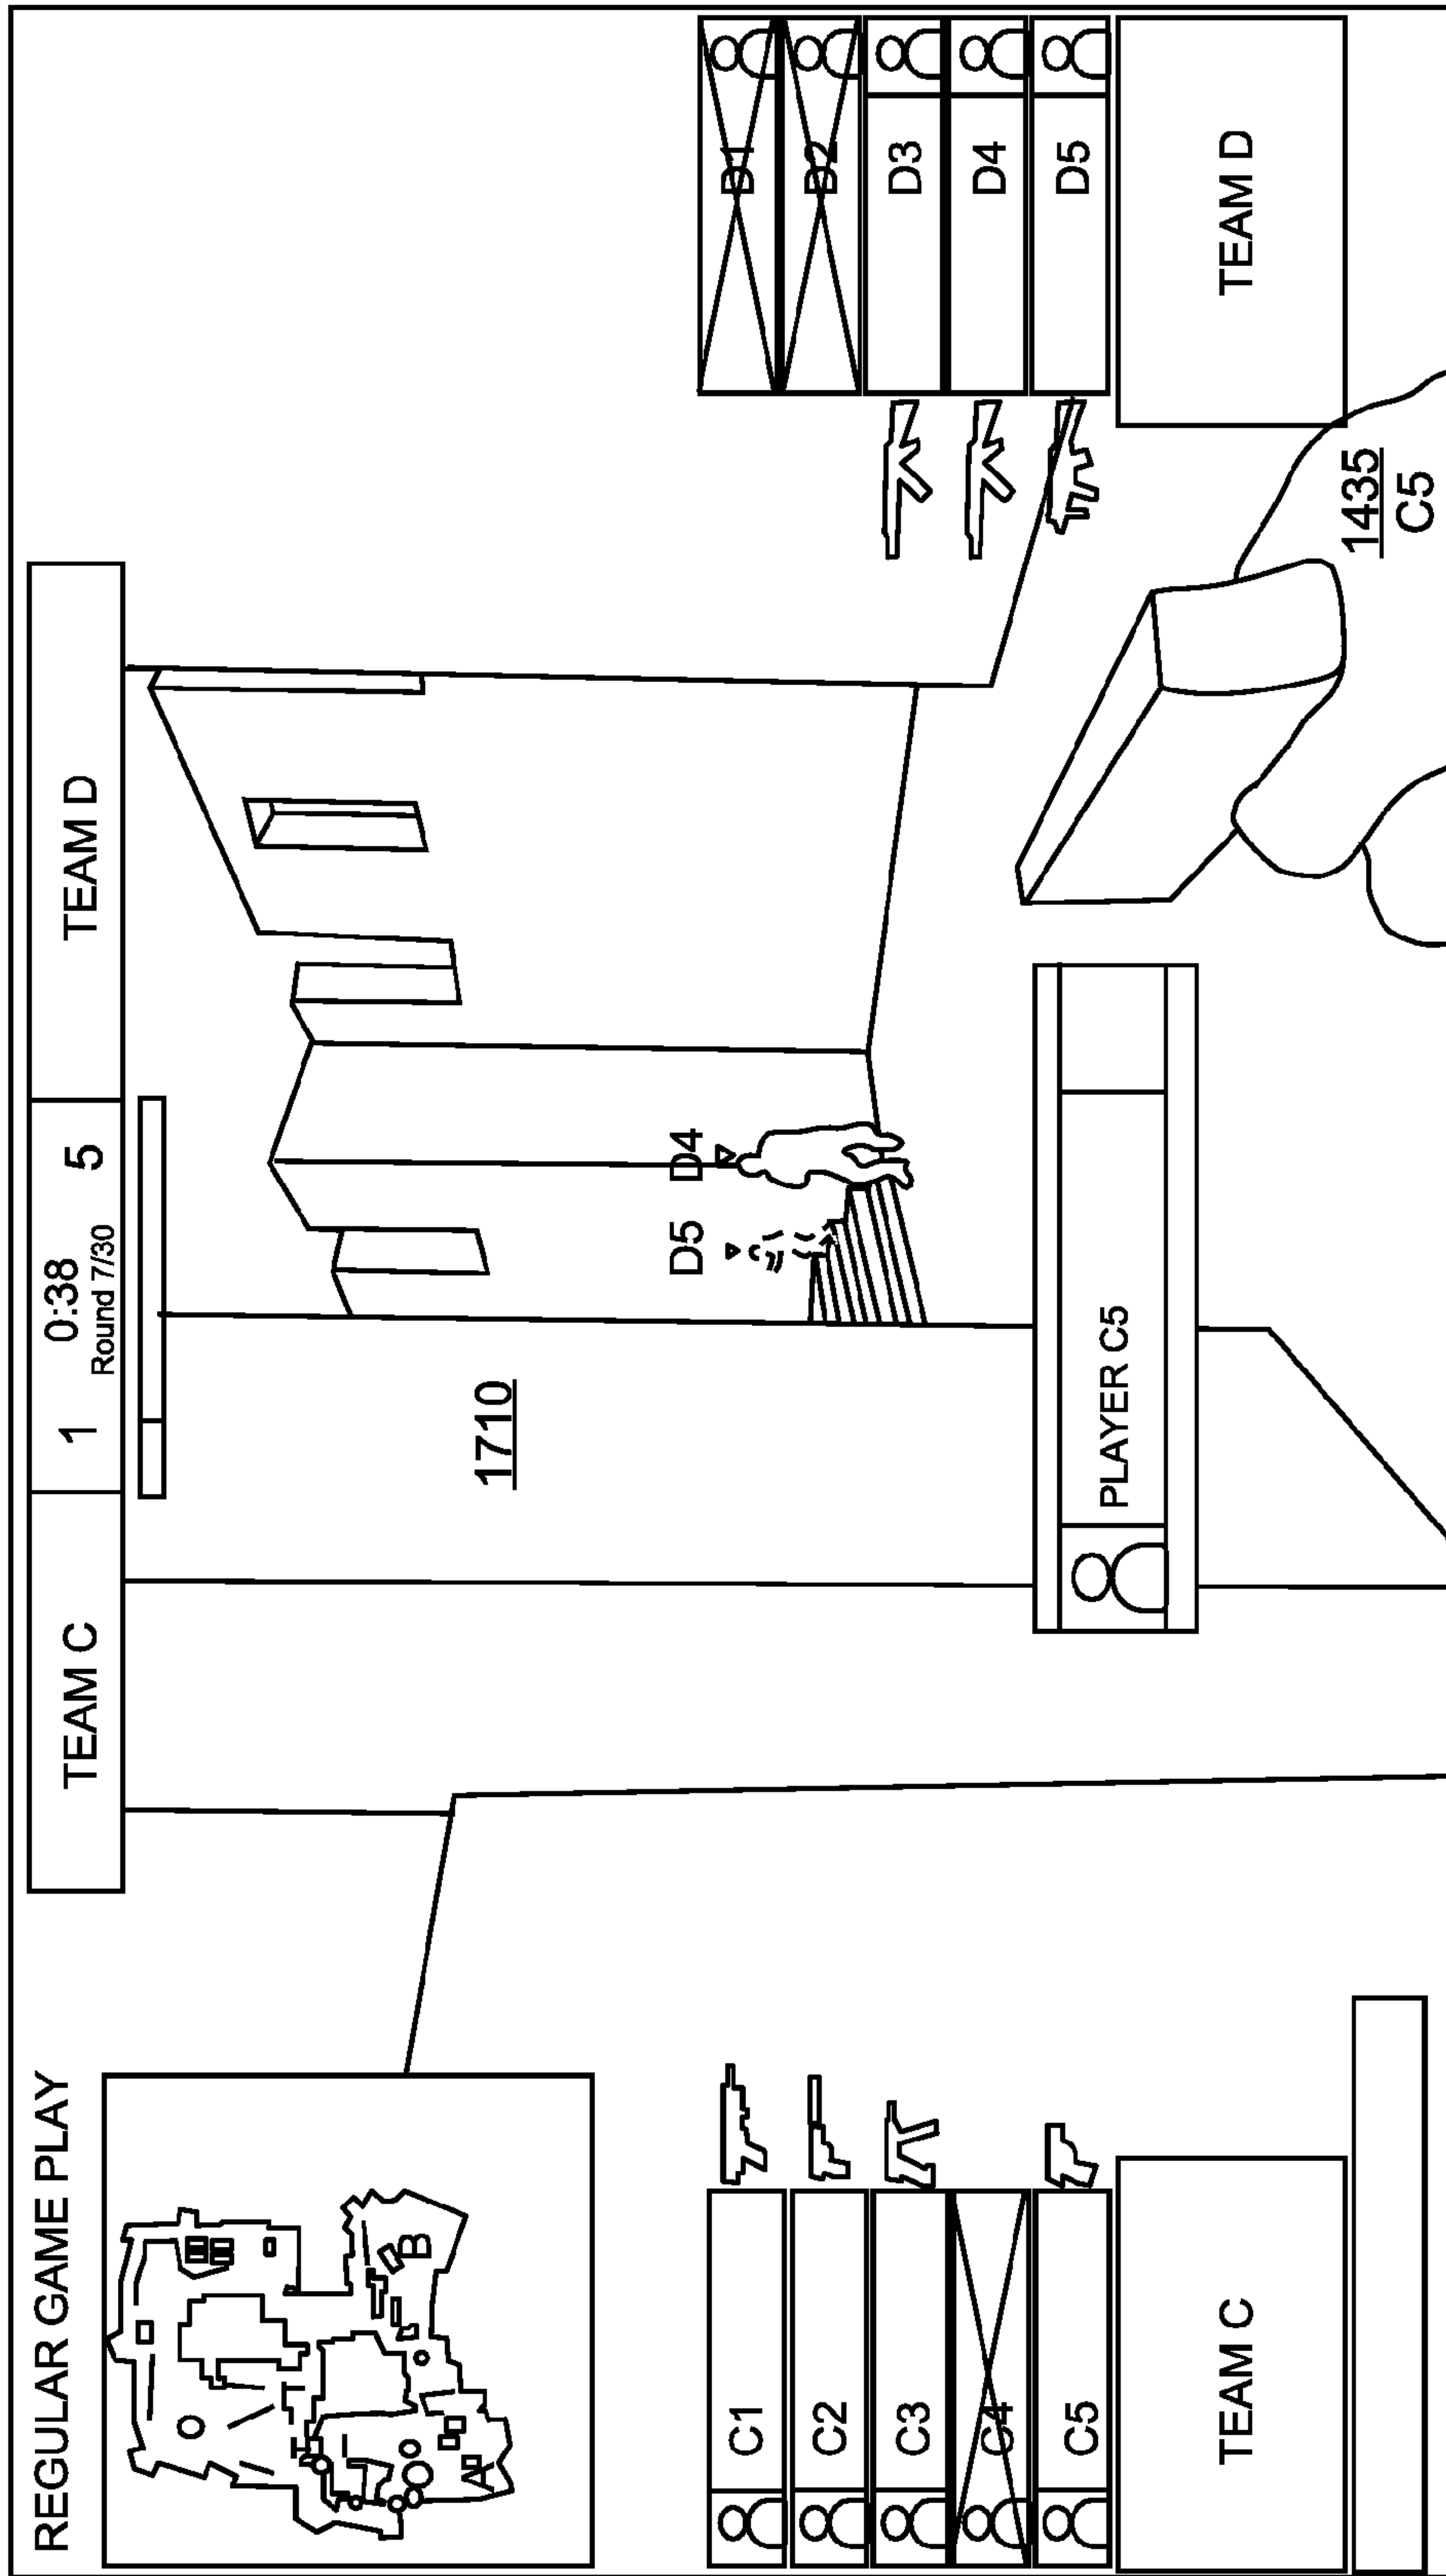 REGULAR GAME PLAY
TEAM C
1
0:38
5
Round 7/30
TEAM D
A
B
1710
D5
D4
C1
C2
C3
C4
C5
TEAM C
PLAYER C5
D1
D2
D3
D4
D5
TEAM D
1435
C5